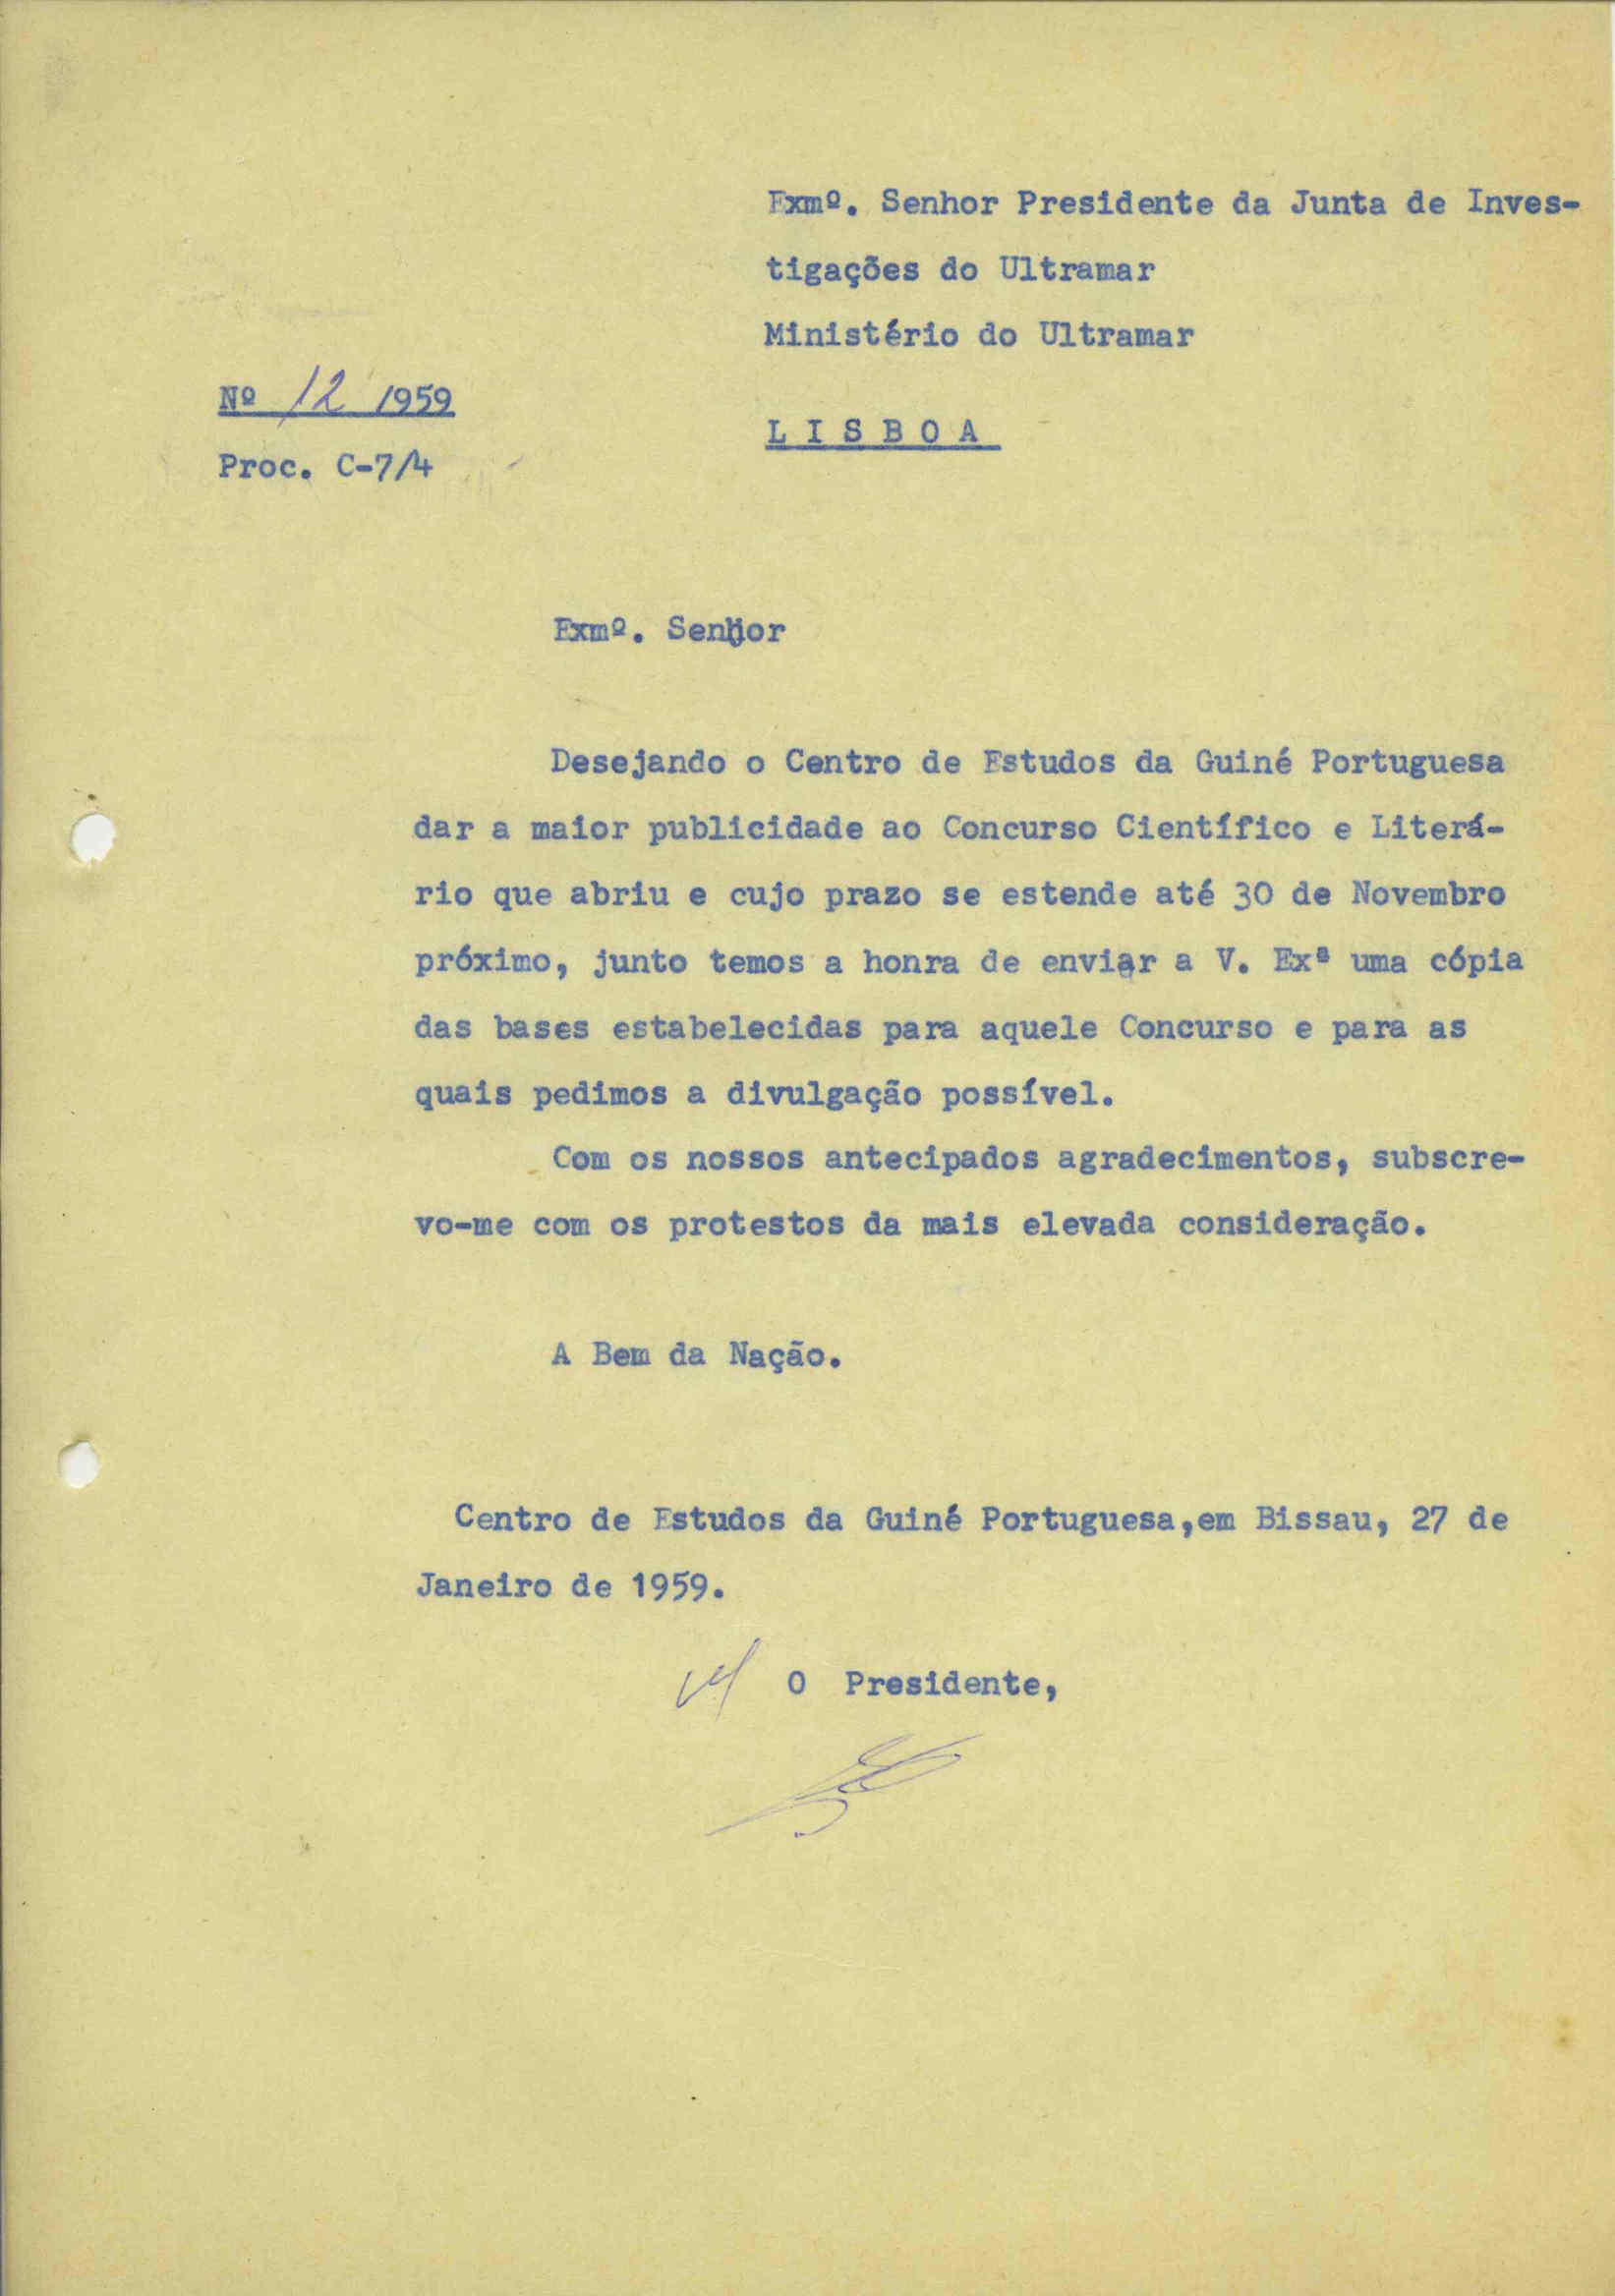 Exmº. Senhor Presidente da Junta de Inves-
tigações do Ultramar
Ministério do Ultramar
Nº 12 /959
L I S B O A
Proc. C-7/4
Exmº. Senhor
Desejando o Centro de Estudos da Guiné Portuguesa
dar a maior publicidade ao Concurso Científico e Literá-
rio que abriu e cujo prazo se estende até 30 de Novembro
próximo, junto temos a honra de enviar a V. Exª uma cópia
das bases estabelecidas para aquele Concurso e para as
quais pedimos a divulgação possível.
Com os nossos antecipados agradecimentos, subscre-
vo-me com os protestos da mais elevada consideração.
A Bem da Nação.
Centro de Estudos da Guiné Portuguesa,em Bissau, 27 de
Janeiro de 1959.
O Presidente,